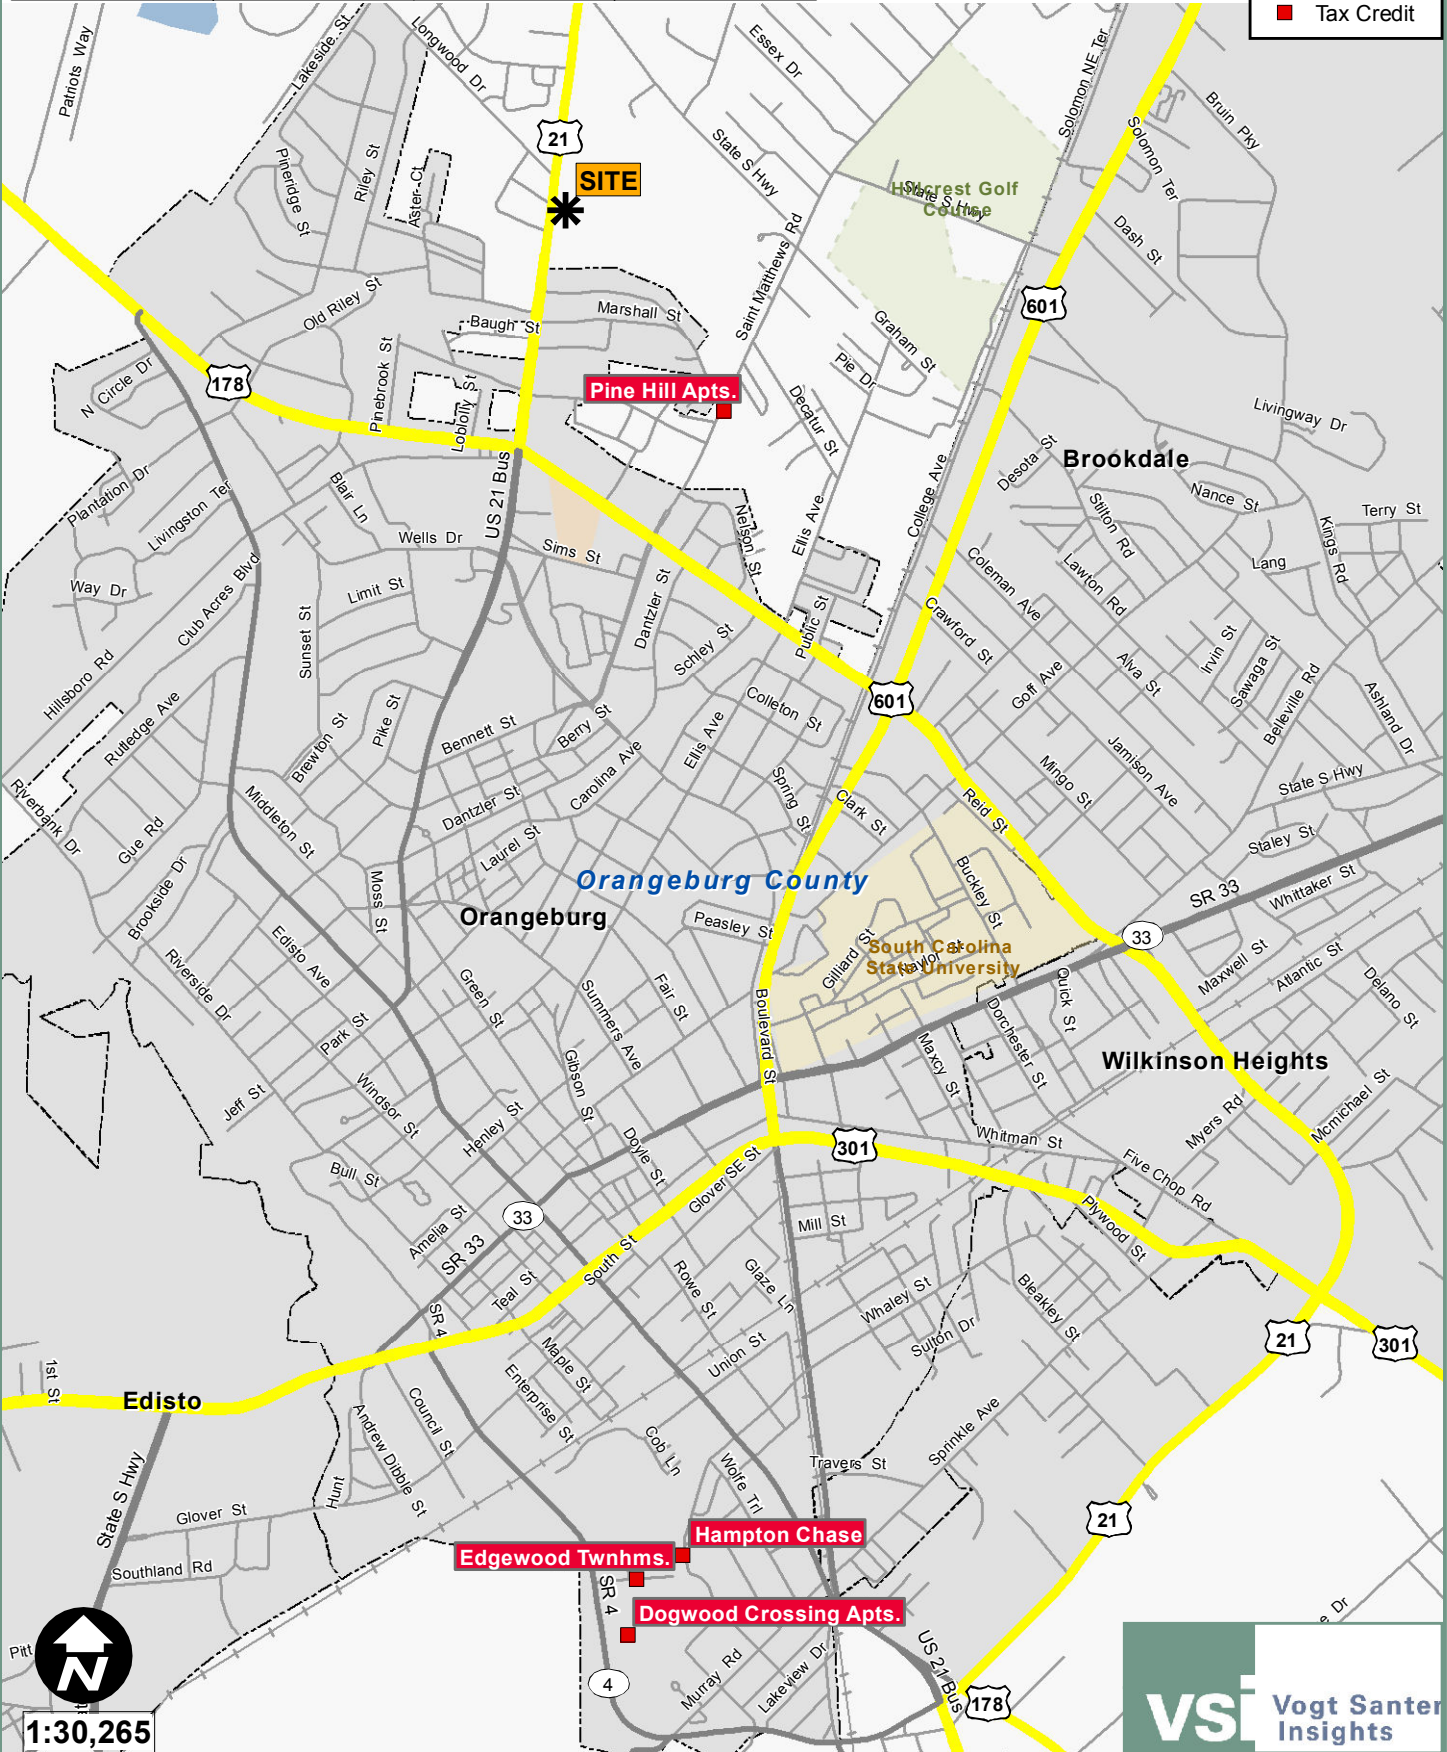 Tax Credit
Patriots Way
Lakeside St
Longwood Dr
Essex Dr
Solomon NE Ter
Bruin Pky
21
Solomon Ter
State S Hwy
Pineridge St
Riley St
Aster Ct
SITE
Hillcrest Golf
Course
State S Hwy
Dash St
Saint Matthews Rd
601
Old Riley St
Marshall St
Baugh St
Graham St
Pie Dr
N Circle Dr
178
Pinebrook St
Loblolly St
Pine Hill Apts.
Decatur St
Livingway Dr
Desota St
Brookdale
Plantation Dr
Livingston Ter
Blair Ln
US 21 Bus
College Ave
Nance St
Stilton Rd
Terry St
Kings Rd
Nelson St
Ellis Ave
Wells Dr
Sims St
Lang
Way Dr
Club Acres Blvd
Limit St
Dantzler St
Coleman Ave
Lawton Rd
Crawford St
Public St
Sunset St
Schley St
Hillsboro Rd
Irvin St
Sawaga St
Alva St
Goff Ave
Belleville Rd
Ashland Dr
601
Rutledge Ave
Pike St
Brewton St
Bennett St
Berry St
Ellis Ave
Colleton St
Jamison Ave
Mingo St
State S Hwy
Riverbank Dr
Middleton St
Carolina Ave
Dantzler St
Spring St
Clark St
Reid St
Gue Rd
Laurel St
Staley St
Brookside Dr
Moss St
Orangeburg County
Buckley St
SR 33
Whittaker St
Orangeburg
Peasley St
33
Gilliard St
South Carolina
State University
Taylor St
Edisto Ave
Riverside Dr
Maxwell St
Atlantic St
Delano St
Green St
Summers Ave
Fair St
Quick St
Dorchester St
Boulevard St
Park St
Maxcy St
Wilkinson Heights
Gibson St
Windsor St
Jeff St
Henley St
Doyle St
Myers Rd
Mcmichael St
Whitman St
301
Five Chop Rd
Bull St
Glover SE St
Plywood St
33
Amelia St
SR 33
Mill St
South St
Rowe St
Glaze Ln
Teal St
Whaley St
Bleakley St
SR 4
Sulton Dr
Union St
21
301
Maple St
1st St
Edisto
Enterprise St
Council St
Andrew Dibble St
Sprinkle Ave
Cob Ln
Wolfe Trl
Travers St
Hunt
State S Hwy
Glover St
21
Hampton Chase
Edgewood Twnhms.
Southland Rd
SR 4
Dogwood Crossing Apts.
e Dr
US 21 Bus
Pitt
N
4
Murray Rd
Lakeview Dr
178
1:30,265
vsi
Vogt Santer
Insights